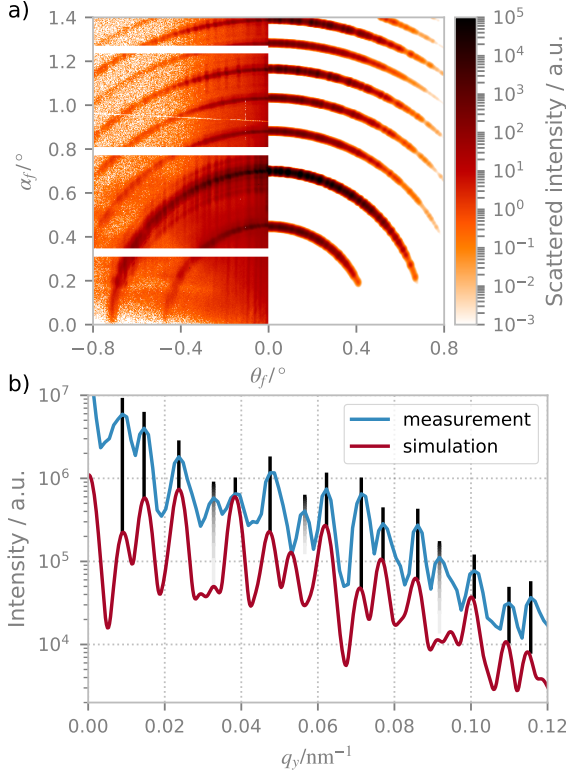 a)
1.4
1.2
1.0
0.8
0.6
0.4
0.2
0.0
α_f/°
−0.8 −0.4 0.0 0.4 0.8
θ_f/°
10^5
10^4
10^3
10^2
10^1
10^0
10^−1
10^−2
10^−3
Scattered intensity / a.u.
b)
10^7
10^6
10^5
10^4
Intensity / a.u.
measurement
simulation
0.00 0.02 0.04 0.06 0.08 0.10 0.12
q_y/nm^−1